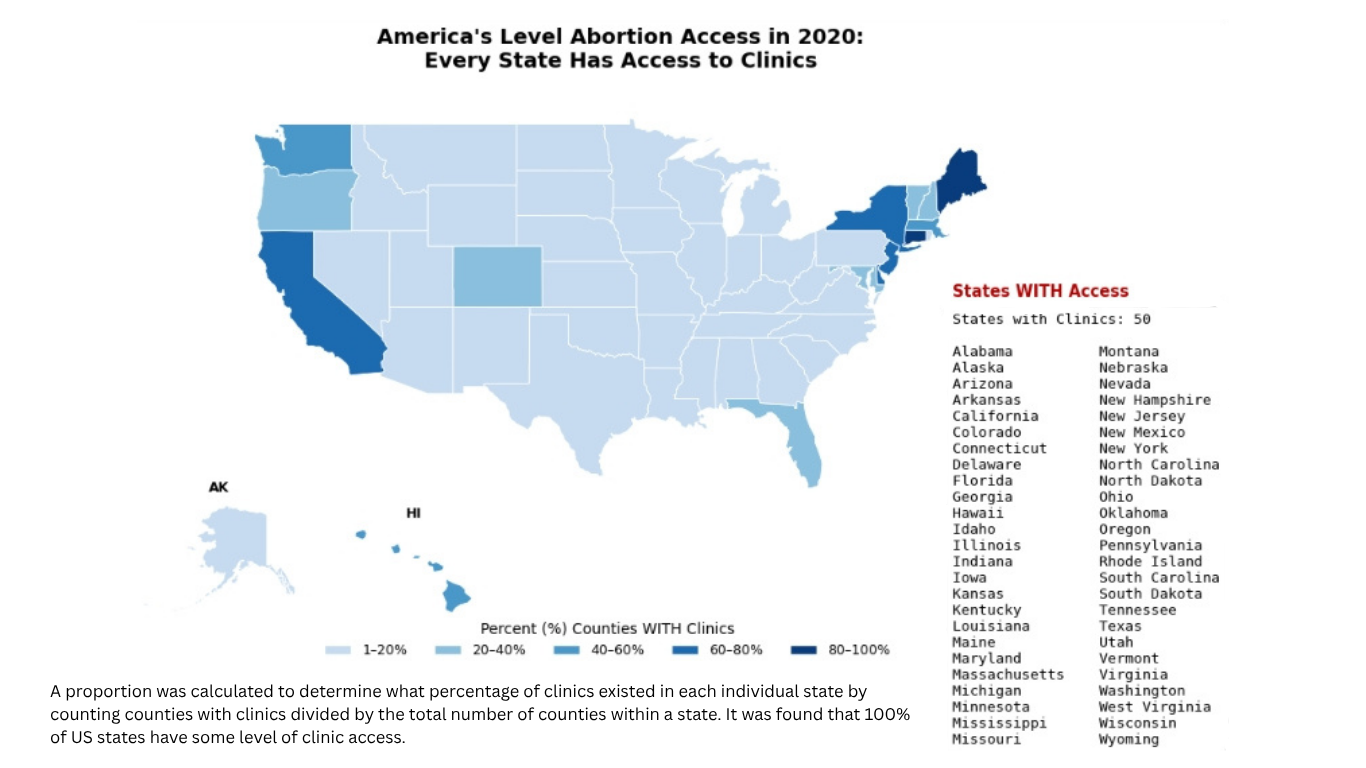 America's Level Abortion Access in 2020:
Every State Has Access to Clinics
States WITH Access
States with Clinics: 50
Alabama Montana
Alaska Nebraska
Arizona Nevada
Arkansas New Hampshire
California New Jersey
Colorado New Mexico
Connecticut New York
Delaware North Carolina
Florida North Dakota
Georgia Ohio
Hawaii Oklahoma
Idaho Oregon
Illinois Pennsylvania
Indiana Rhode Island
Iowa South Carolina
Kansas South Dakota
Kentucky Tennessee
Louisiana Texas
Maine Utah
Maryland Vermont
Massachusetts Virginia
Michigan Washington
Minnesota West Virginia
Mississippi Wisconsin
Missouri Wyoming
AK
HI
Percent (%) Counties WITH Clinics
1–20% 20–40% 40–60% 60–80% 80–100%
A proportion was calculated to determine what percentage of clinics existed in each individual state by
counting counties with clinics divided by the total number of counties within a state. It was found that 100%
of US states have some level of clinic access.